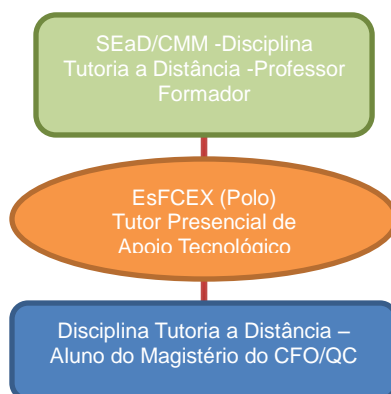 SEaD/CMM -Disciplina
Tutoria a Distância -Professor
Formador
EsFCEX (Polo)
Tutor Presencial de
Apoio Tecnológico
Disciplina Tutoria a Distância –
Aluno do Magistério do CFO/QC